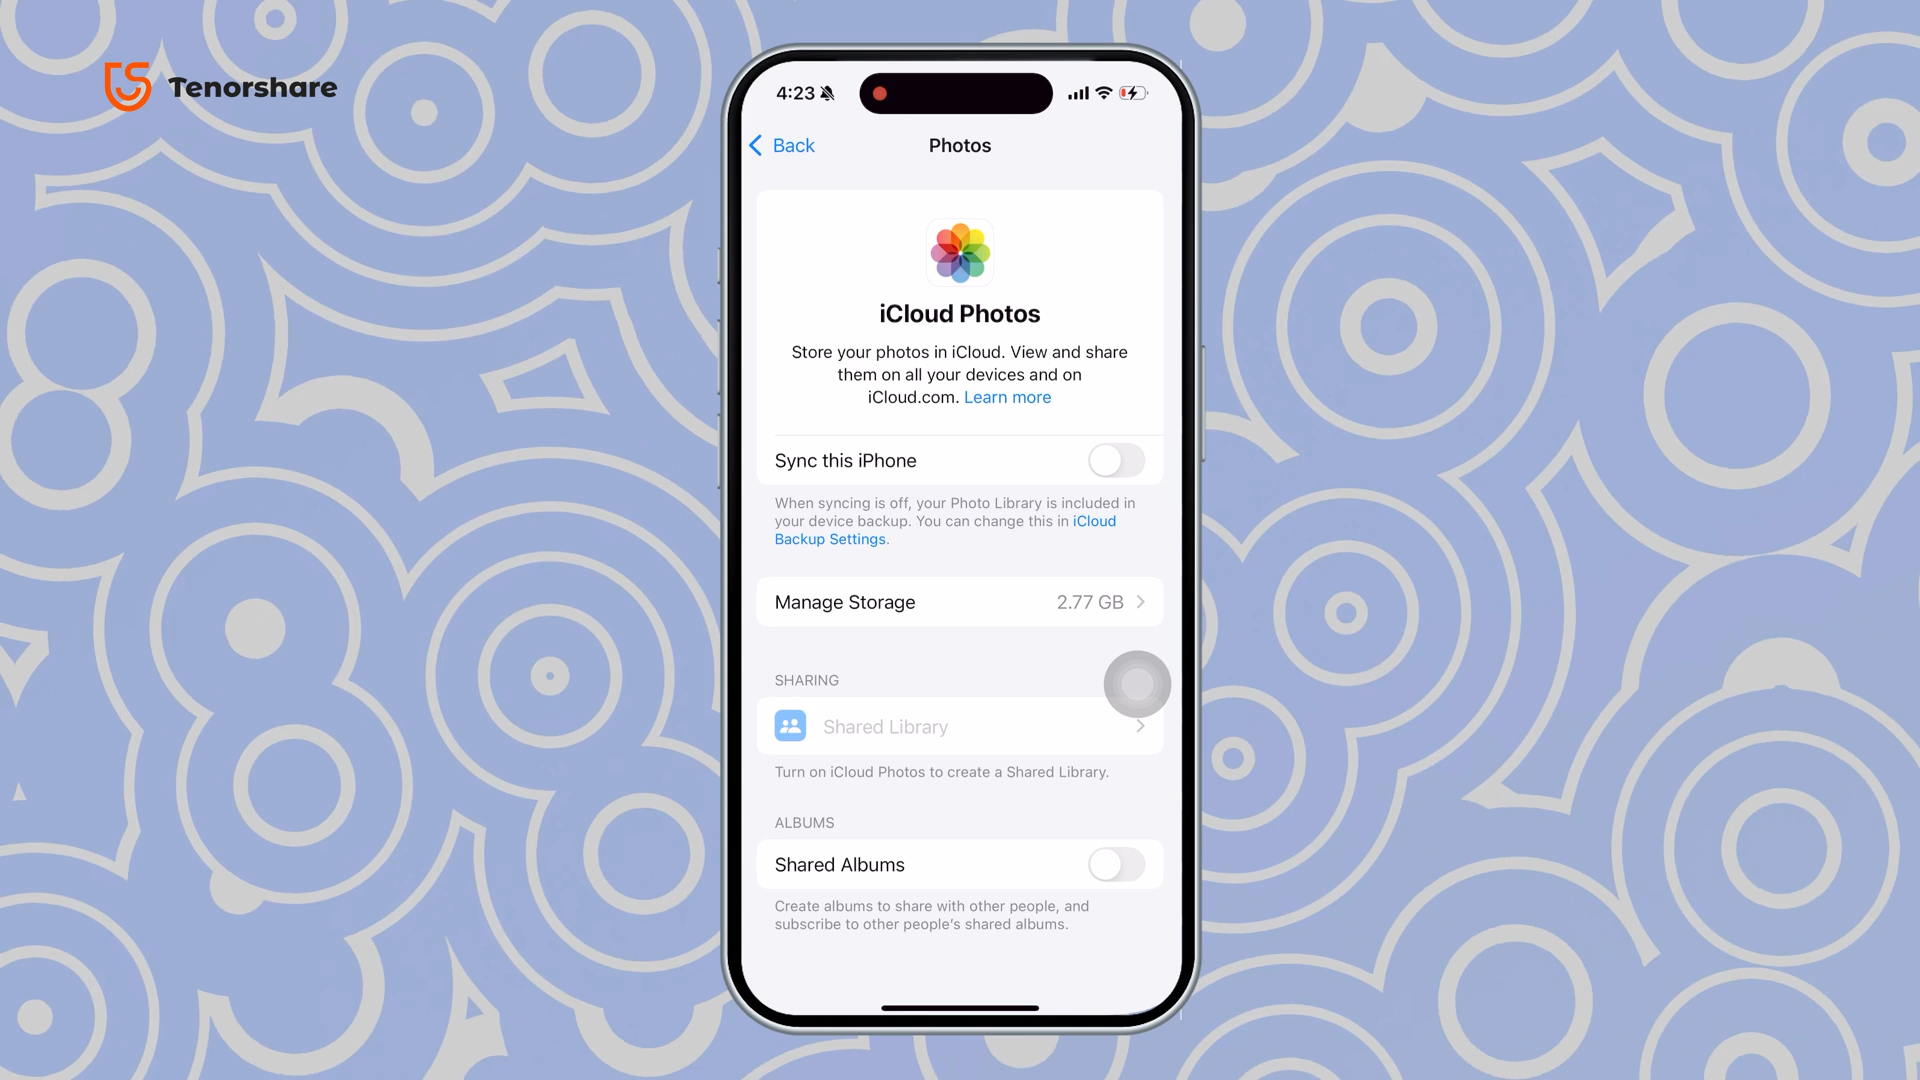 Tenorshare
4:23
Back
Photos
iCloud Photos
Store your photos in iCloud. View and share
them on all your devices and on
iCloud.com. Learn more
Sync this iPhone
When syncing is off, your Photo Library is included in
your device backup. You can change this in iCloud
Backup Settings.
Manage Storage 2.77 GB
SHARING
Shared Library
Turn on iCloud Photos to create a Shared Library.
ALBUMS
Shared Albums
Create albums to share with other people, and
subscribe to other people's shared albums.